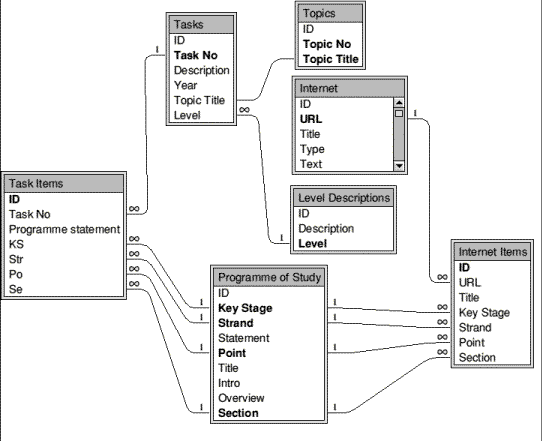 Tasks
ID
Task No
Description
Year
Topic Title
Level
Topics
ID
Topic No
Topic Title
Internet
ID
URL
Title
Type
Text
Task Items
ID
Task No
Programme statement
KS
Str
Po
Se
Level Descriptions
ID
Description
Level
Programme of Study
ID
Key Stage
Strand
Statement
Point
Title
Intro
Overview
Section
Internet Items
ID
URL
Title
Key Stage
Strand
Point
Section
1
∞
∞
1
1
∞
∞
∞
∞
∞
1
1
1
1
1
1
1
1
∞
∞
∞
∞